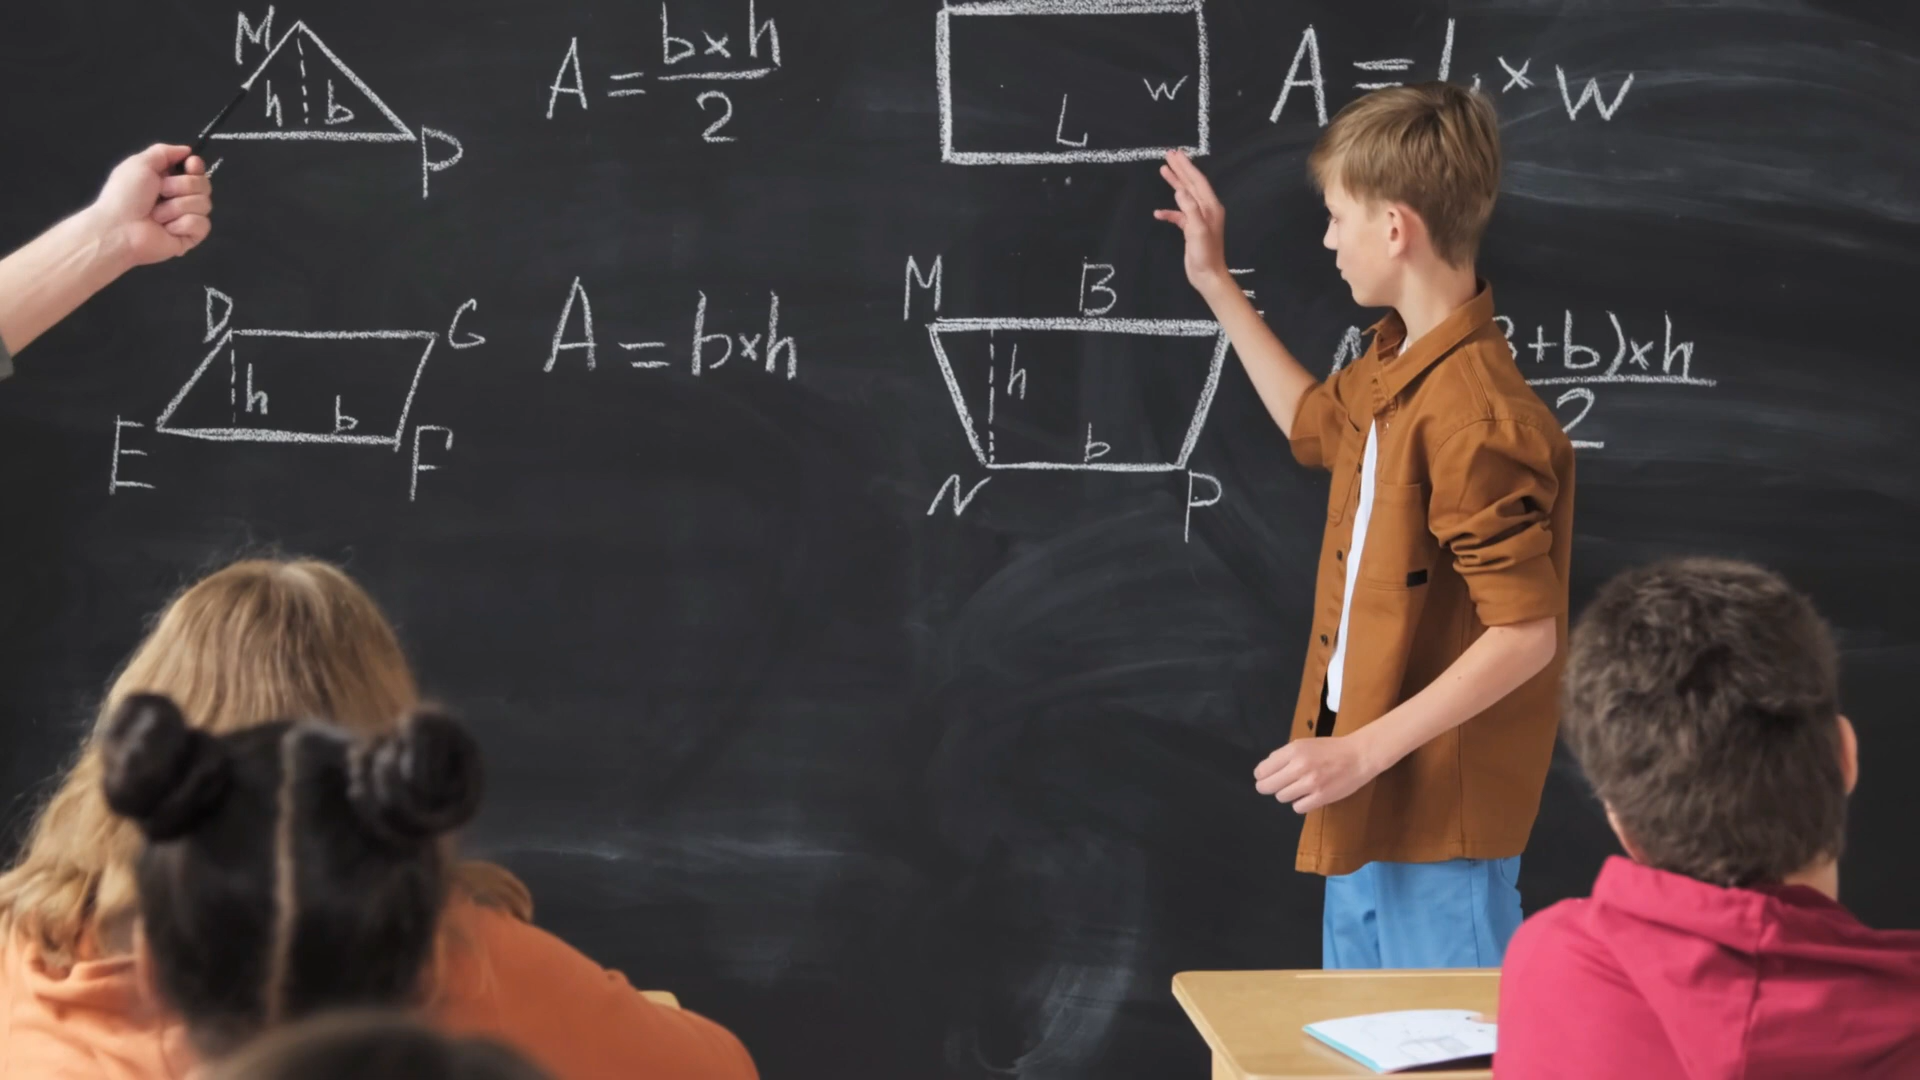 M
h b
P
A = b×h/2
L
w
A = L × w
D G
h b
E F
A = b×h
M B
h
b
N P
+b)×h
2